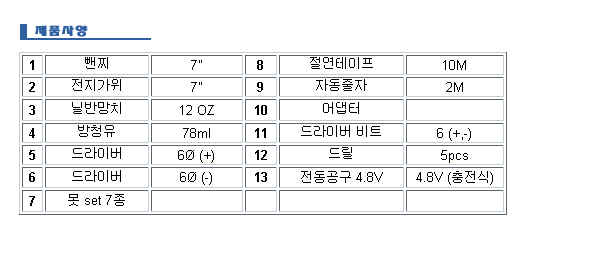 제품사양
1 뺀찌 7" 8 절연테이프 10M
2 전지가위 7" 9 자동줄자 2M
3 닐반망치 12 OZ 10 어댑터
4 방청유 78ml 11 드라이버 비트 6 (+,-)
5 드라이버 6Ø (+) 12 드릴 5pcs
6 드라이버 6Ø (-) 13 전동공구 4.8V 4.8V (충전식)
7 못 set 7종